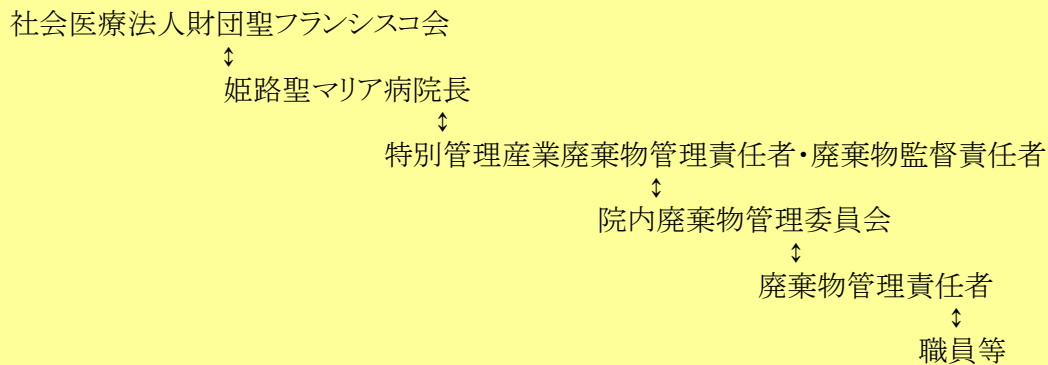 社会医療法人財団聖フランシスコ会
↕
姫路聖マリア病院長
↕
特別管理産業廃棄物管理責任者・廃棄物監督責任者
↕
院内廃棄物管理委員会
↕
廃棄物管理責任者
↕
職員等